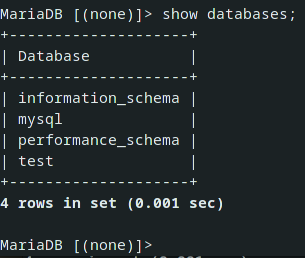 MariaDB [(none)]> show databases;
+--------------------+
| Database           |
+--------------------+
| information_schema |
| mysql              |
| performance_schema |
| test               |
+--------------------+
4 rows in set (0.001 sec)
MariaDB [(none)]>